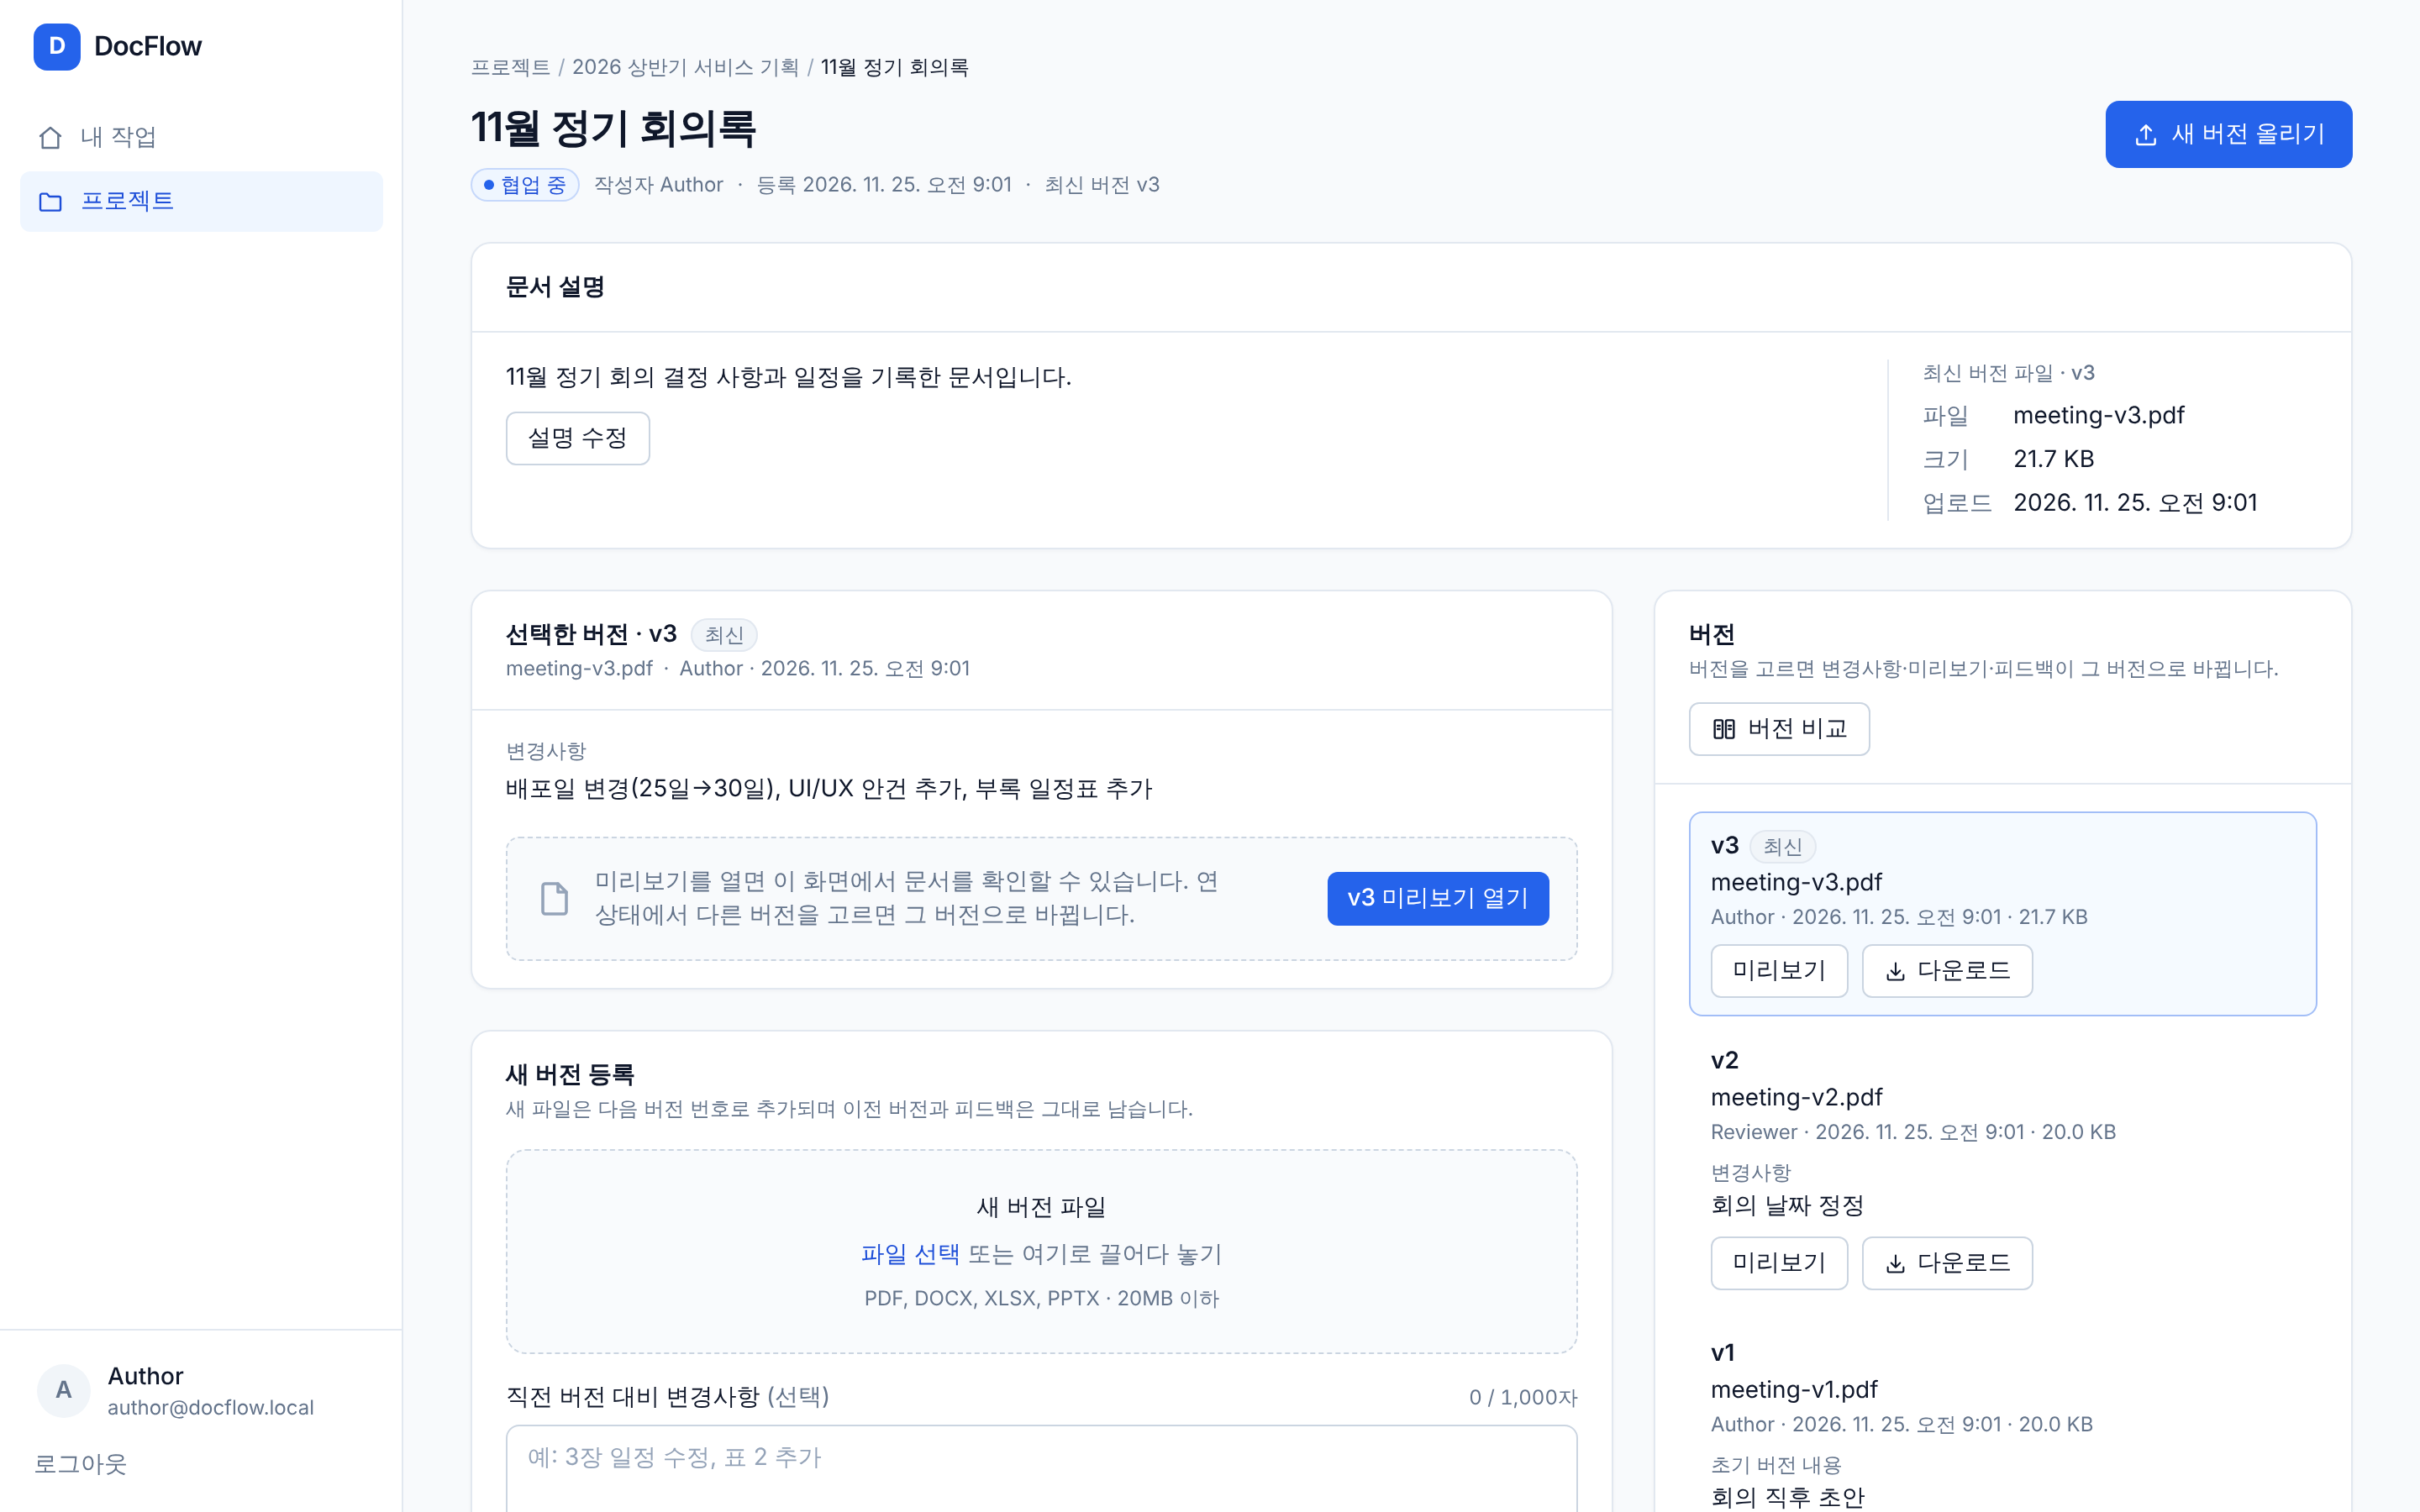 D DocFlow
내 작업
프로젝트
프로젝트 / 2026 상반기 서비스 기획 / 11월 정기 회의록
11월 정기 회의록
새 버전 올리기
협업 중 작성자 Author · 등록 2026. 11. 25. 오전 9:01 · 최신 버전 v3
문서 설명
11월 정기 회의 결정 사항과 일정을 기록한 문서입니다.
설명 수정
최신 버전 파일 · v3
파일 meeting-v3.pdf
크기 21.7 KB
업로드 2026. 11. 25. 오전 9:01
선택한 버전 · v3 최신
meeting-v3.pdf · Author · 2026. 11. 25. 오전 9:01
변경사항
배포일 변경(25일→30일), UI/UX 안건 추가, 부록 일정표 추가
미리보기를 열면 이 화면에서 문서를 확인할 수 있습니다. 연
상태에서 다른 버전을 고르면 그 버전으로 바뀝니다.
v3 미리보기 열기
새 버전 등록
새 파일은 다음 버전 번호로 추가되며 이전 버전과 피드백은 그대로 남습니다.
새 버전 파일
파일 선택 또는 여기로 끌어다 놓기
PDF, DOCX, XLSX, PPTX · 20MB 이하
직전 버전 대비 변경사항 (선택)
0 / 1,000자
예: 3장 일정 수정, 표 2 추가
버전
버전을 고르면 변경사항·미리보기·피드백이 그 버전으로 바뀝니다.
버전 비교
v3 최신
meeting-v3.pdf
Author · 2026. 11. 25. 오전 9:01 · 21.7 KB
미리보기 다운로드
v2
meeting-v2.pdf
Reviewer · 2026. 11. 25. 오전 9:01 · 20.0 KB
변경사항
회의 날짜 정정
미리보기 다운로드
v1
meeting-v1.pdf
Author · 2026. 11. 25. 오전 9:01 · 20.0 KB
초기 버전 내용
회의 직후 초안
A Author
author@docflow.local
로그아웃